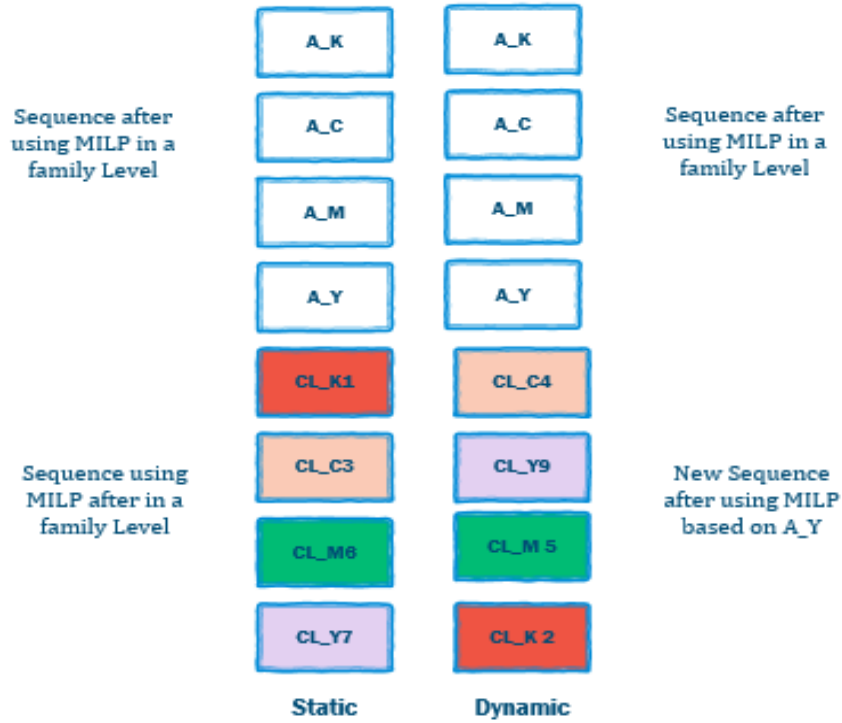 A_K
A_K
Sequence after
using MILP in a
family Level
A_C
A_C
Sequence after
using MILP in a
family Level
A_M
A_M
A_Y
A_Y
CL_K1
CL_C4
Sequence using
MILP after in a
family Level
CL_C3
CL_Y9
New Sequence
after using MILP
based on A_Y
CL_M6
CL_M 5
CL_Y7
CL_K 2
Static
Dynamic